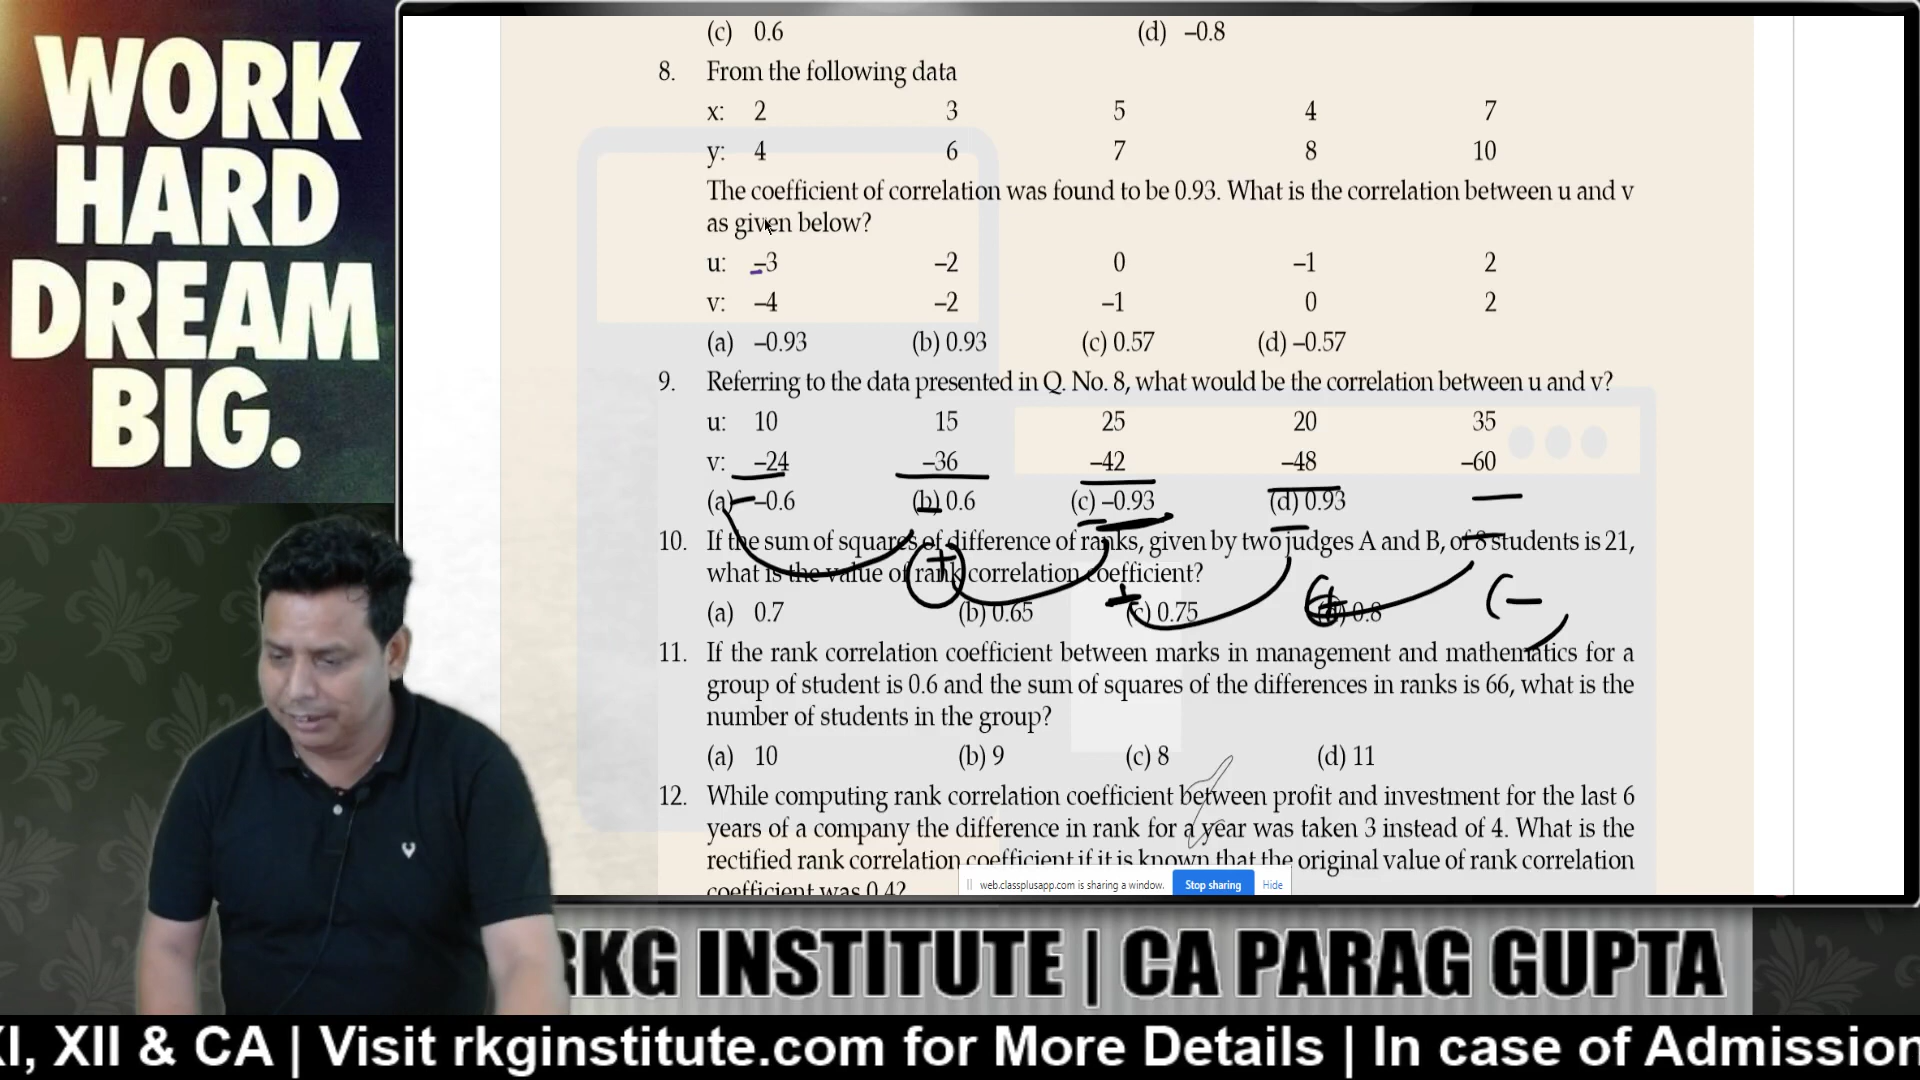 WORK
HARD
DREAM
BIG.
(c) 0.6 (d) –0.8
8. From the following data
x: 2 3 5 4 7
y: 4 6 7 8 10
The coefficient of correlation was found to be 0.93. What is the correlation between u and v
as given below?
u: –3 –2 0 –1 2
v: –4 –2 –1 0 2
(a) –0.93 (b) 0.93 (c) 0.57 (d) –0.57
9. Referring to the data presented in Q. No. 8, what would be the correlation between u and v?
u: 10 15 25 20 35
v: –24 –36 –42 –48 –60
(a) –0.6 (b) 0.6 (c) –0.93 (d) 0.93
10. If the sum of squares of difference of ranks, given by two judges A and B, of 8 students is 21,
what is the value of rank correlation coefficient?
(a) 0.7 (b) 0.65 (c) 0.75 (d) 0.8
11. If the rank correlation coefficient between marks in management and mathematics for a
group of student is 0.6 and the sum of squares of the differences in ranks is 66, what is the
number of students in the group?
(a) 10 (b) 9 (c) 8 (d) 11
12. While computing rank correlation coefficient between profit and investment for the last 6
years of a company the difference in rank for a year was taken 3 instead of 4. What is the
rectified rank correlation coefficient if it is known that the original value of rank correlation
coefficient was 0.4?
web.classplusapp.com is sharing a window. Stop sharing Hide
RKG INSTITUTE | CA PARAG GUPTA
XI, XII & CA | Visit rkginstitute.com for More Details | In case of Admission